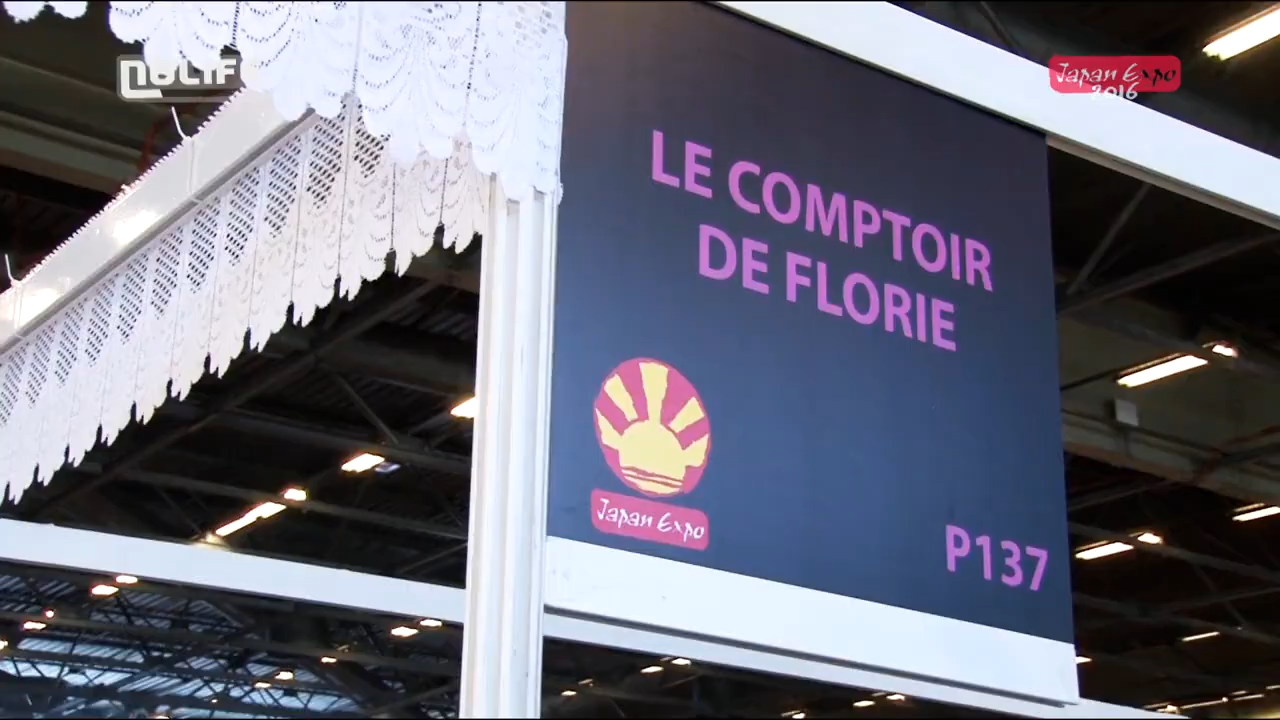 NOLIFE
Japan Expo
2016
LE COMPTOIR
DE FLORIE
Japan Expo
P137